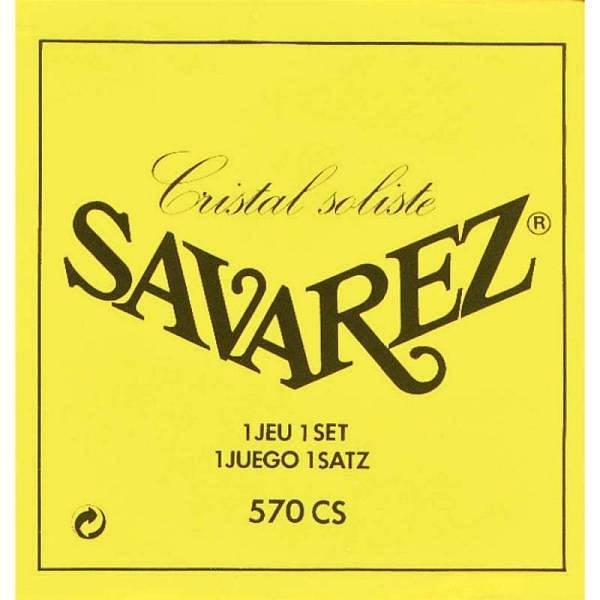 Cristal soliste
SAVAREZ®
1 JEU 1 SET
1 JUEGO 1 SATZ
570 CS